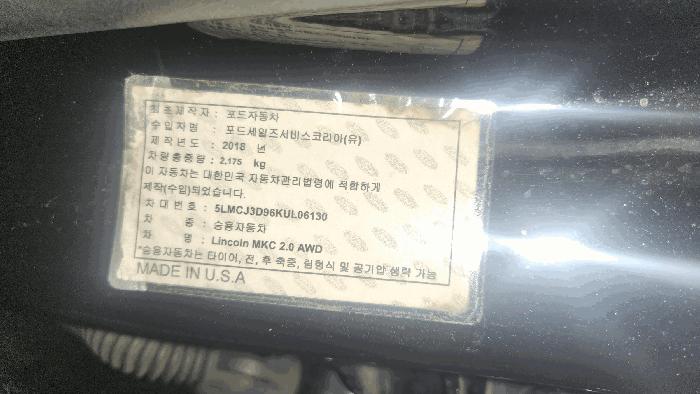 최초제작자 : 포드자동차
수입자명 : 포드세일즈서비스코리아(유)
제작년도 : 2018 년
차량총중량 : 2,175 kg
이 자동차는 대한민국 자동차관리법령에 적합하게
제작(수입)되었습니다.
차대번호 : 5LMCJ3D96KUL06130
차 종 : 승용자동차
차 명 : Lincoln MKC 2.0 AWD
*승용자동차는 타이어, 전, 후 축중, 림형식 및 공기압 생략 가능
MADE IN U.S.A